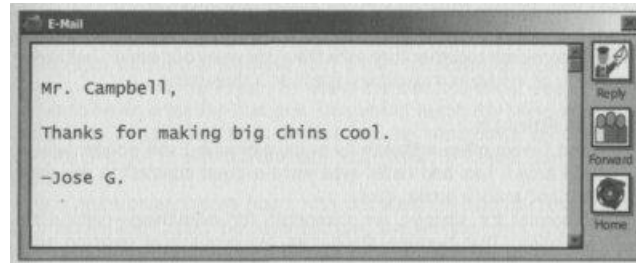 E-Mail
Mr. Campbell,
Thanks for making big chins cool.
—Jose G.
Reply
Forward
Home